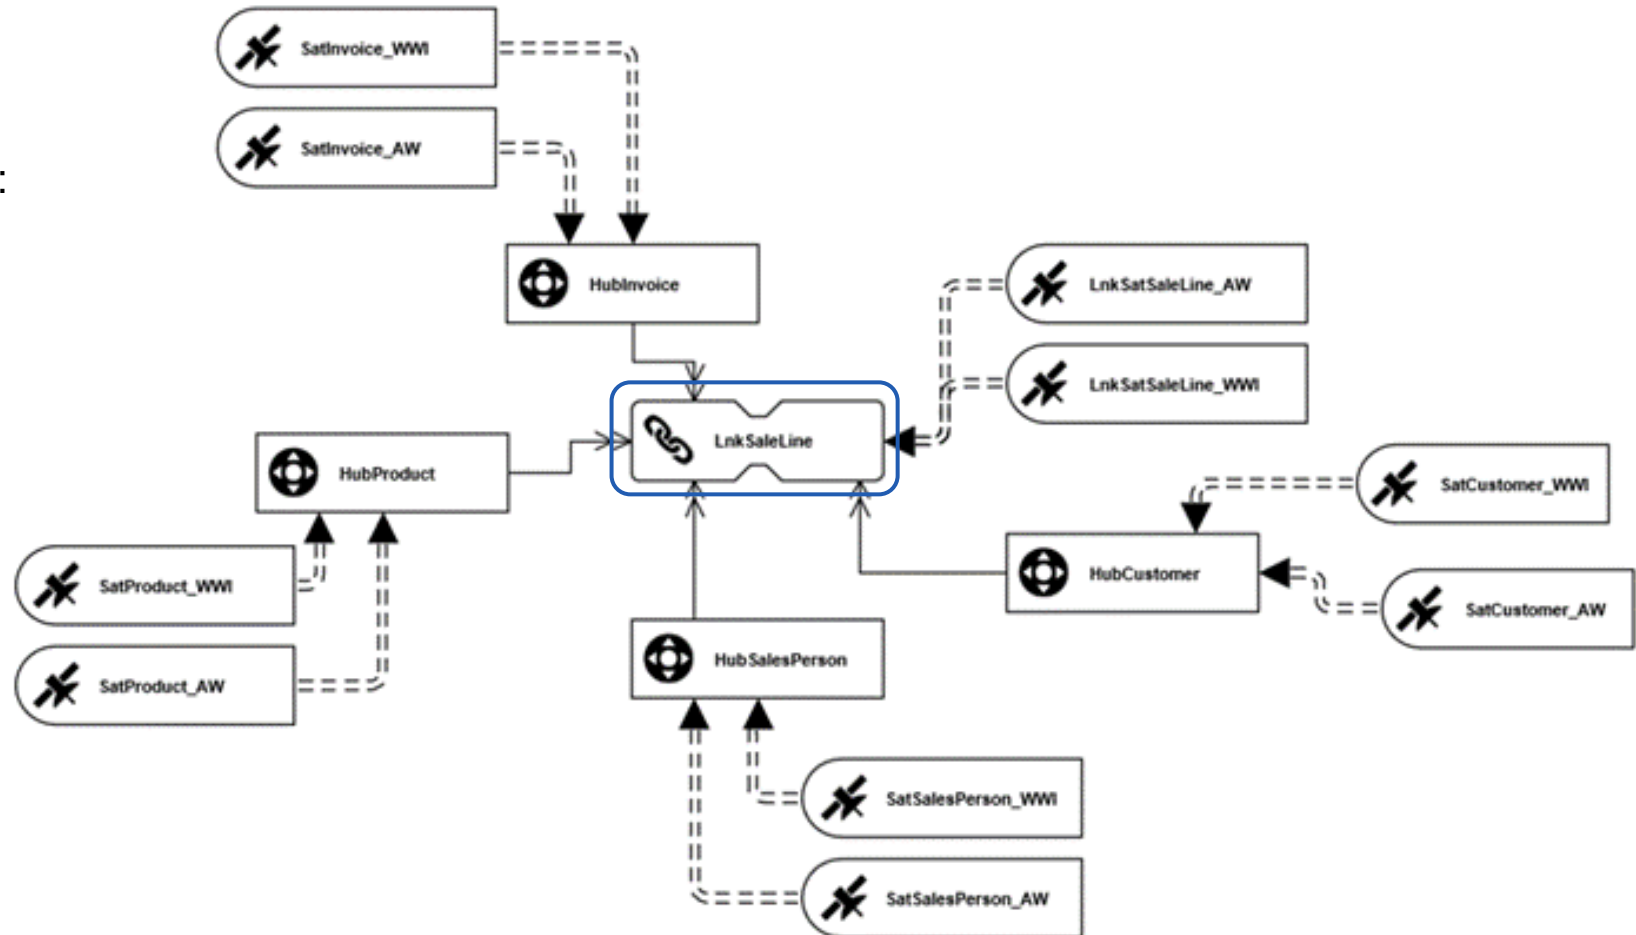 SatInvoice_WWI
SatInvoice_AW
:
HubInvoice
LnkSatSaleLine_AW
LnkSatSaleLine_WWI
LnkSaleLine
HubProduct
SatCustomer_WWI
HubCustomer
SatProduct_WWI
SatCustomer_AW
HubSalesPerson
SatProduct_AW
SatSalesPerson_WWI
SatSalesPerson_AW